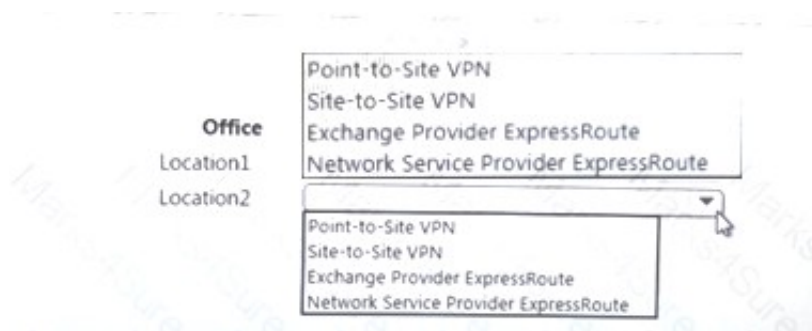 Point-to-Site VPN
Site-to-Site VPN
Office
Exchange Provider ExpressRoute
Location1
Network Service Provider ExpressRoute
Location2
Point-to-Site VPN
Site-to-Site VPN
Exchange Provider ExpressRoute
Network Service Provider ExpressRoute
Marks4Sure